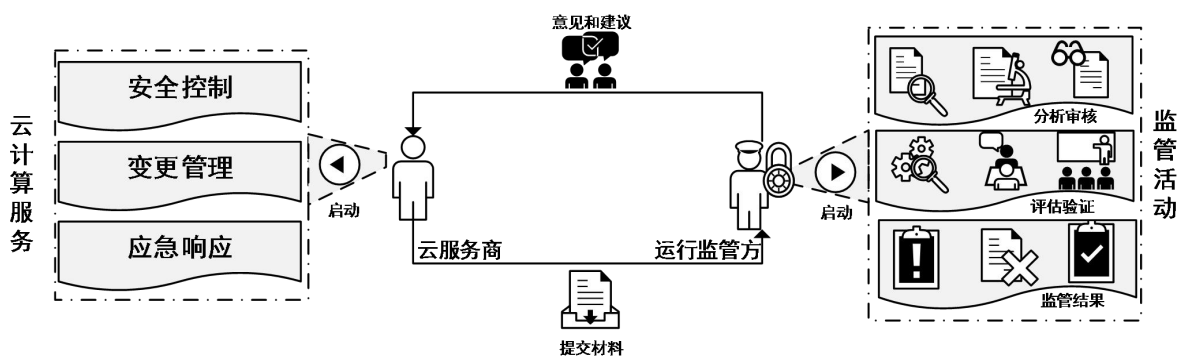 意见和建议
云计算服务
安全控制
变更管理
应急响应
启动
云服务商
运行监管方
提交材料
启动
分析审核
评估验证
监管结果
监管活动